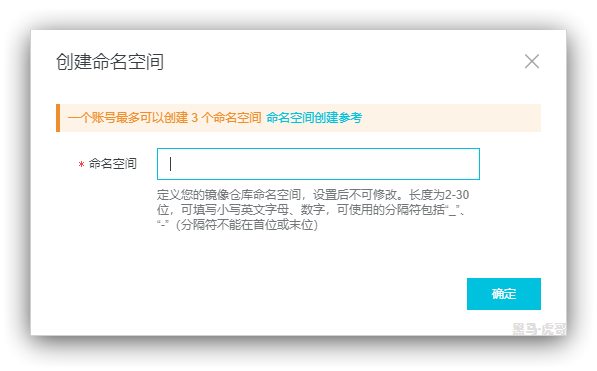 创建命名空间
一个账号最多可以创建 3 个命名空间 命名空间创建参考
* 命名空间
定义您的镜像仓库命名空间，设置后不可修改。长度为2-30
位，可填写小写英文字母、数字，可使用的分隔符包括“_”、
“-”（分隔符不能在首位或末位）
确定
黑马-虎哥